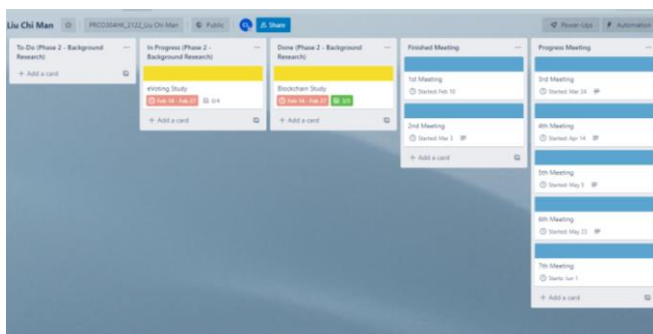 Liu Chi Man
PRCO304HK_2122_Liu Chi Man
Public
Share
Power-Ups
Automation
To-Do (Phase 2 - Background
Research)
+ Add a card
In Progress (Phase 2 -
Background Research)
eVoting Study
Feb 14 - Feb 27
0/4
+ Add a card
Done (Phase 2 - Background
Research)
Blockchain Study
Feb 14 - Feb 27
3/3
+ Add a card
Finished Meeting
1st Meeting
Started: Feb 10
2nd Meeting
Started: Mar 3
+ Add a card
Progress Meeting
3rd Meeting
Started: Mar 24
4th Meeting
Started: Apr 14
5th Meeting
Started: May 5
6th Meeting
Started: May 23
7th Meeting
Starts: Jun 1
+ Add a card